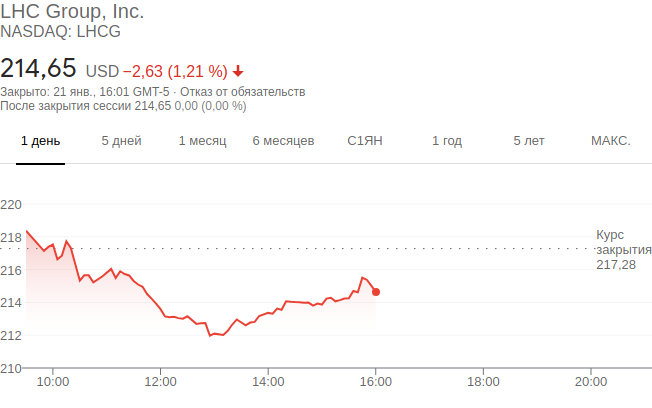 LHC Group, Inc.
NASDAQ: LHCG
214,65 USD −2,63 (1,21 %)
Закрыто: 21 янв., 16:01 GMT-5 · Отказ от обязательств
После закрытия сессии 214,65 0,00 (0,00 %)
1 день 5 дней 1 месяц 6 месяцев С1ЯН 1 год 5 лет МАКС.
220
218
216
214
212
210
Курс
закрытия
217,28
10:00 12:00 14:00 16:00 18:00 20:00